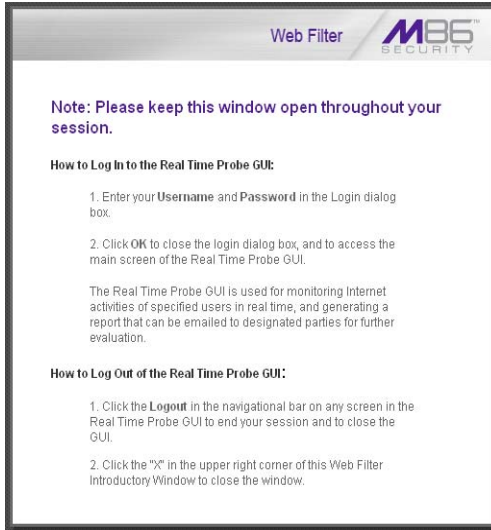 Web Filter
M86™
SECURITY
Note: Please keep this window open throughout your
session.
How to Log In to the Real Time Probe GUI:
1. Enter your Username and Password in the Login dialog
box.
2. Click OK to close the login dialog box, and to access the
main screen of the Real Time Probe GUI.
The Real Time Probe GUI is used for monitoring Internet
activities of specified users in real time, and generating a
report that can be emailed to designated parties for further
evaluation.
How to Log Out of the Real Time Probe GUI:
1. Click the Logout in the navigational bar on any screen in the
Real Time Probe GUI to end your session and to close the
GUI.
2. Click the "X" in the upper right corner of this Web Filter
Introductory Window to close the window.